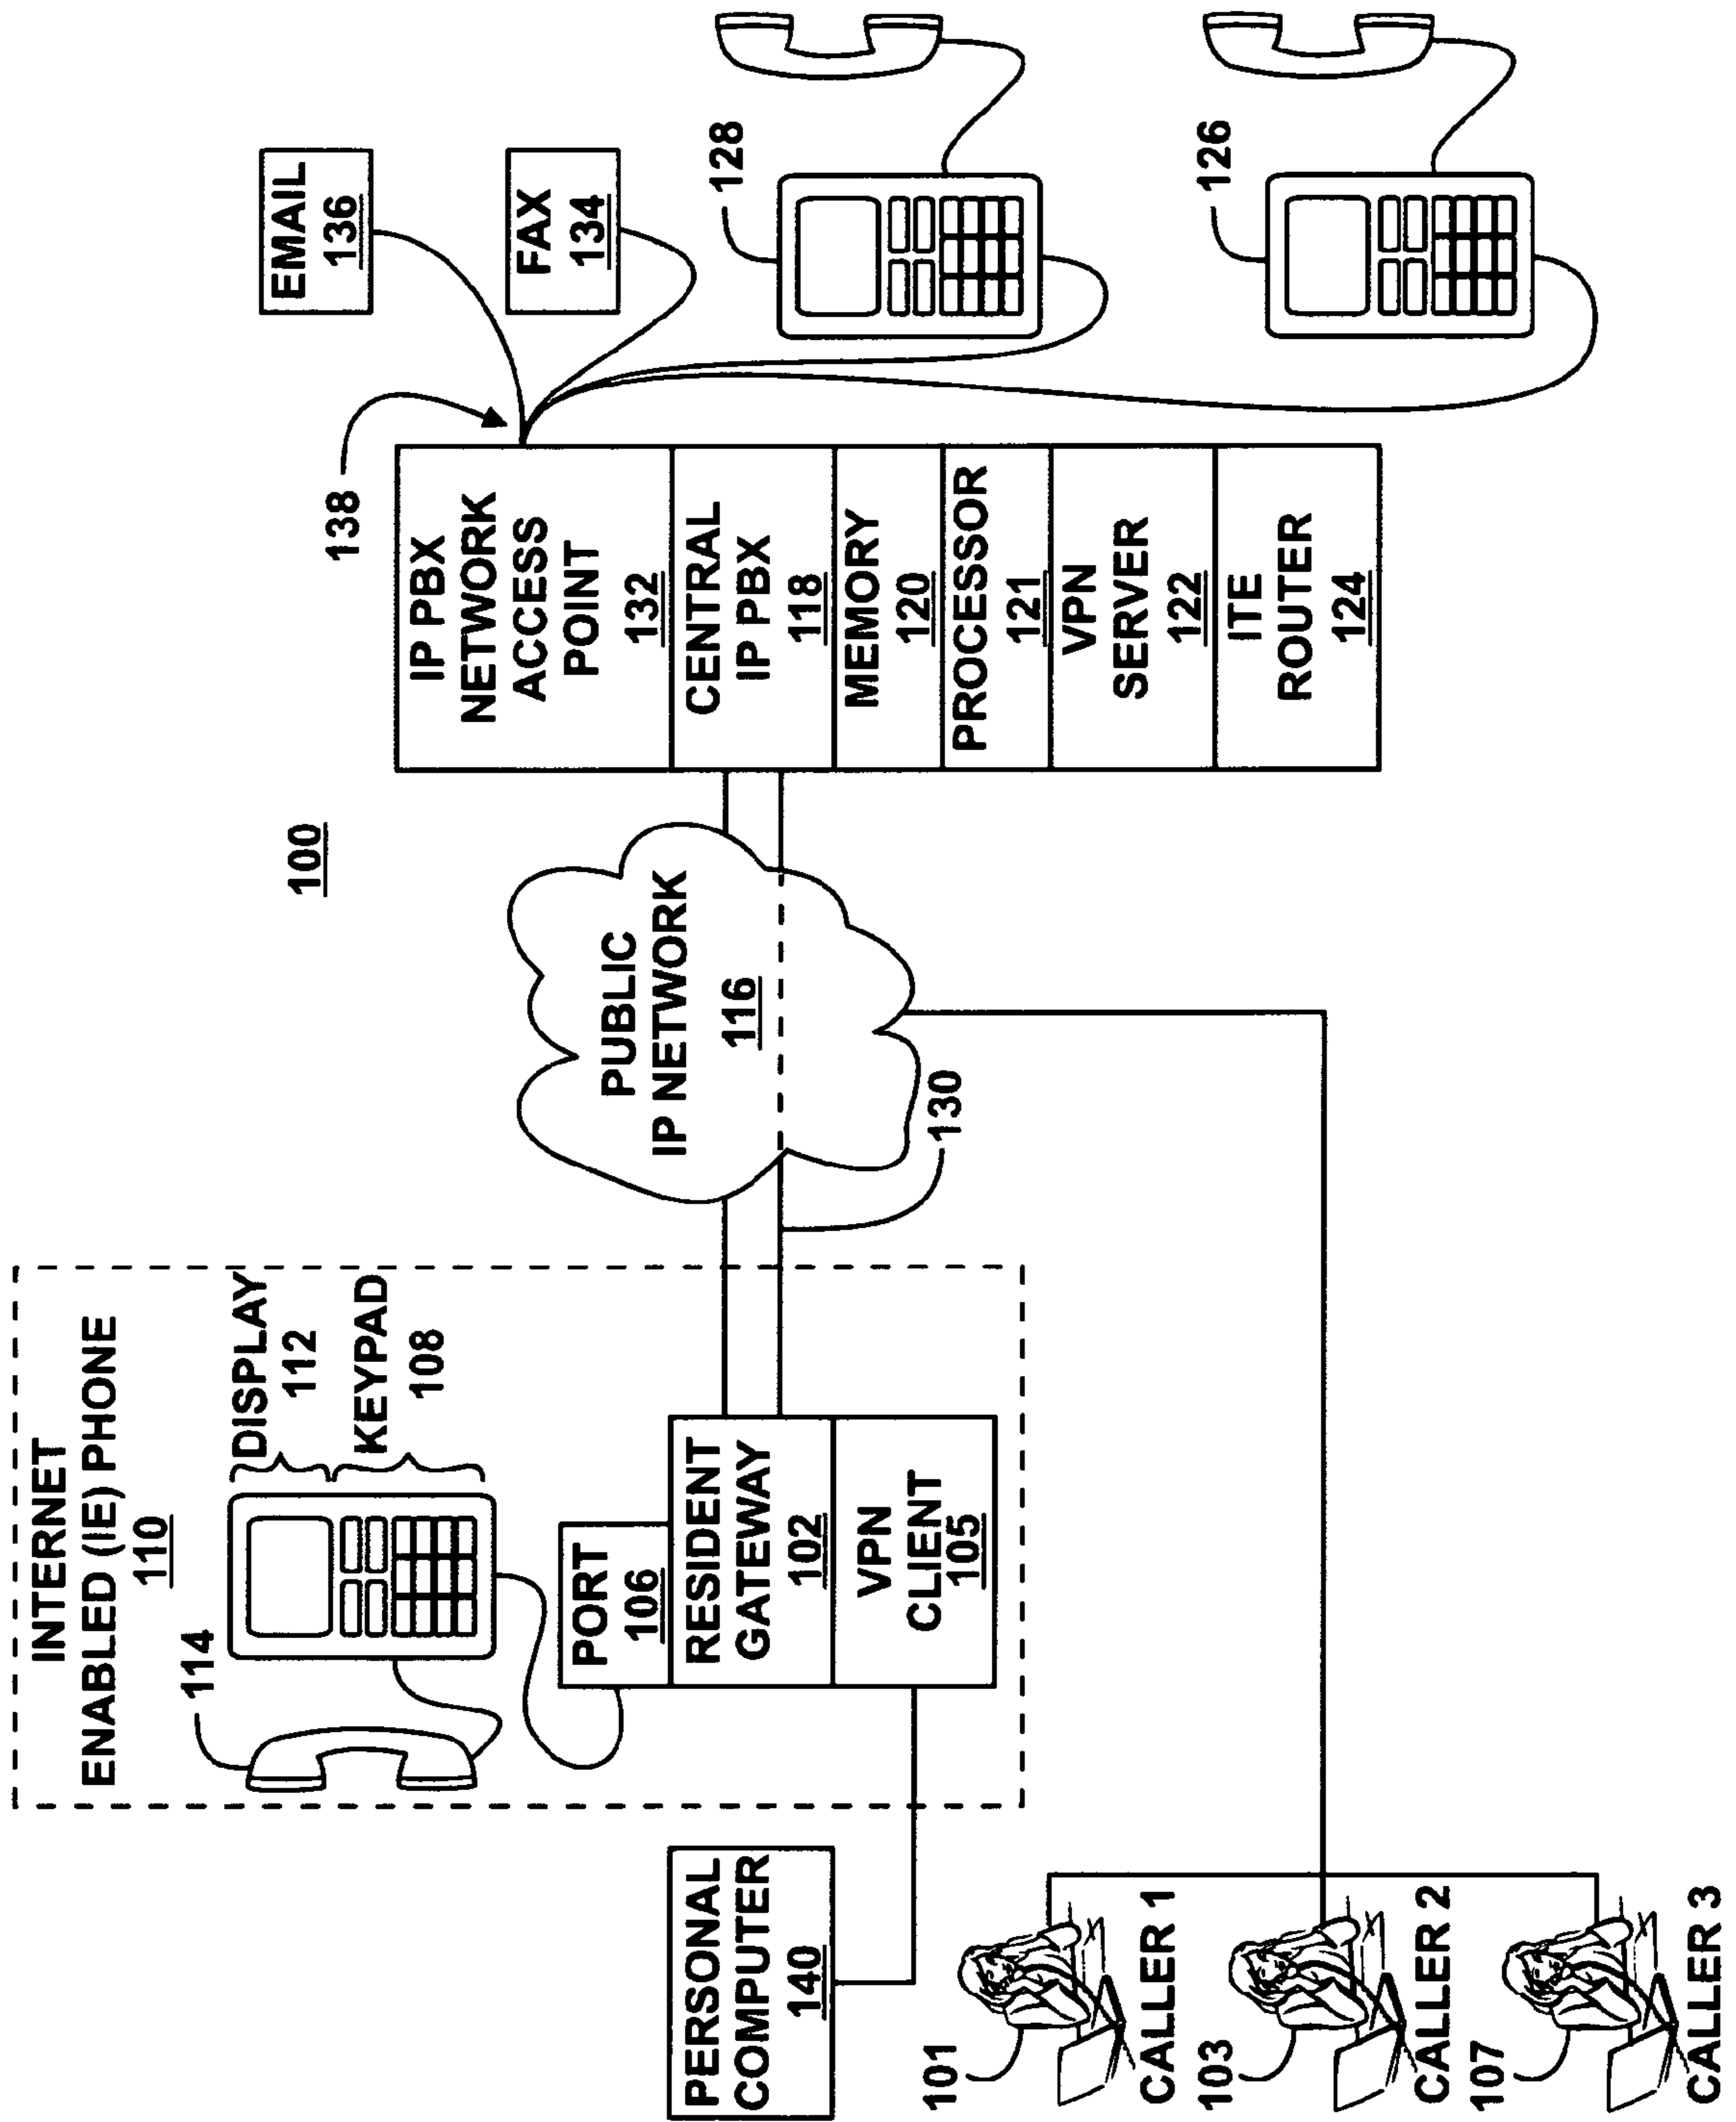 100
INTERNET
ENABLED (IE) PHONE
110
114
DISPLAY
112
KEYPAD
108
PORT
106
RESIDENT
GATEWAY
102
VPN
CLIENT
105
PERSONAL
COMPUTER
140
101
CALLER 1
103
CALLER 2
107
CALLER 3
PUBLIC
IP NETWORK
116
130
138
IP PBX
NETWORK
ACCESS
POINT
132
CENTRAL
IP PBX
118
MEMORY
120
PROCESSOR
121
VPN
SERVER
122
ITE
ROUTER
124
EMAIL
136
FAX
134
128
126